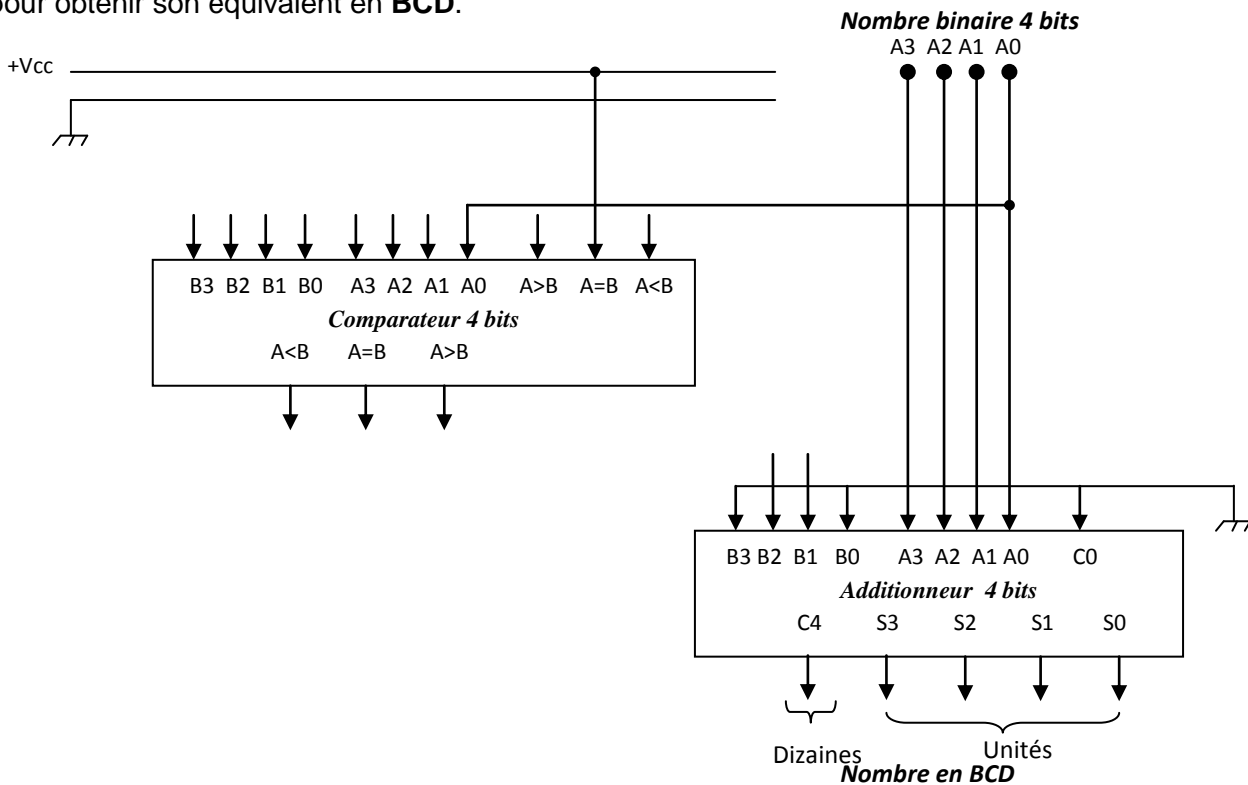 pour obtenir son équivalent en BCD.
Nombre binaire 4 bits
A3 A2 A1 A0
+Vcc
B3 B2 B1 B0 A3 A2 A1 A0 A>B A=B A<B
Comparateur 4 bits
A<B A=B A>B
B3 B2 B1 B0 A3 A2 A1 A0 C0
Additionneur 4 bits
C4 S3 S2 S1 S0
Dizaines Unités
Nombre en BCD